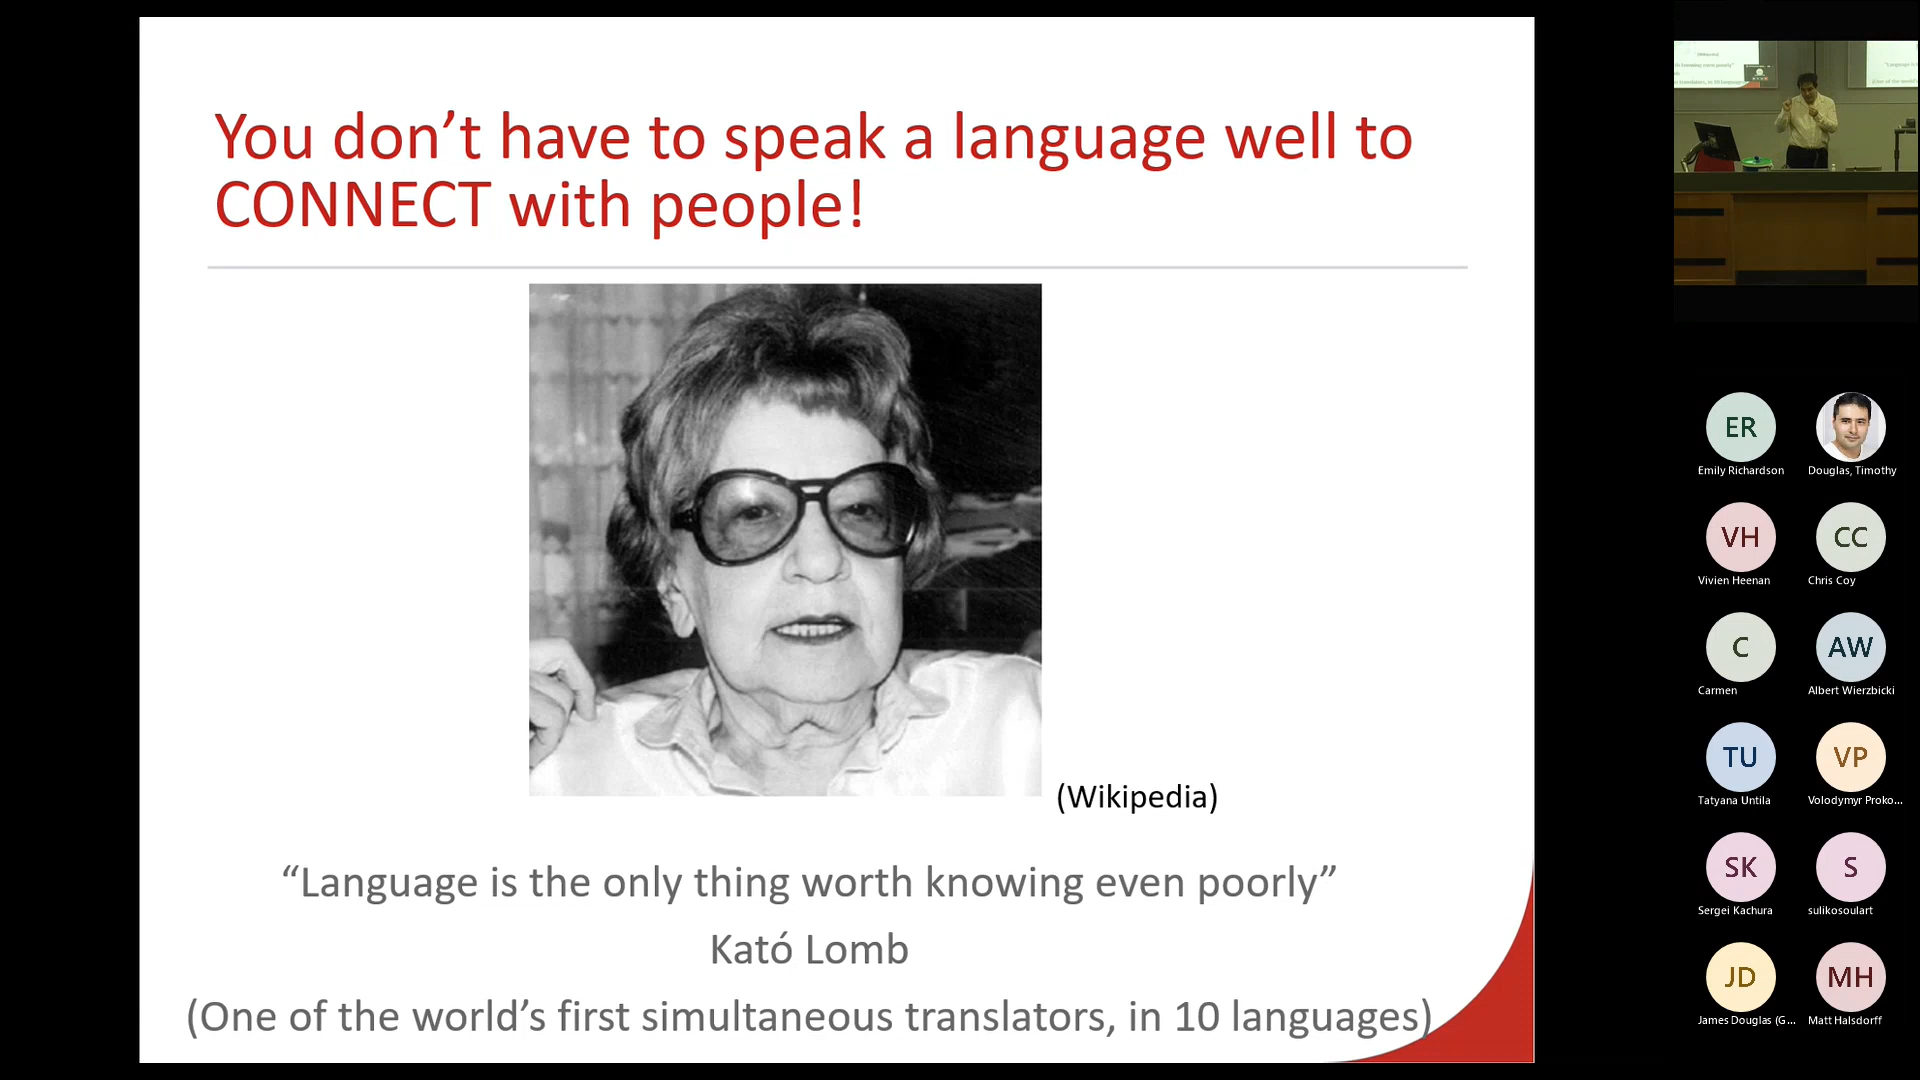 You don’t have to speak a language well to
CONNECT with people!
(Wikipedia)
“Language is the only thing worth knowing even poorly”
Kató Lomb
(One of the world’s first simultaneous translators, in 10 languages)
ER
Emily Richardson
Douglas, Timothy
VH
Vivien Heenan
CC
Chris Coy
C
Carmen
AW
Albert Wierzbicki
TU
Tatyana Untila
VP
Volodymyr Proko...
SK
Sergei Kachura
S
sulikosoulart
JD
James Douglas (G...
MH
Matt Halsdorff